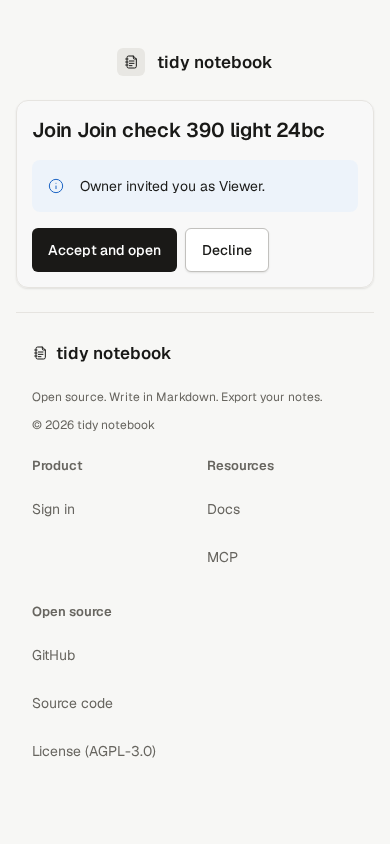 tidy notebook
Join Join check 390 light 24bc
Owner invited you as Viewer.
Accept and open
Decline
tidy notebook
Open source. Write in Markdown. Export your notes.
© 2026 tidy notebook
Product
Sign in
Resources
Docs
MCP
Open source
GitHub
Source code
License (AGPL-3.0)